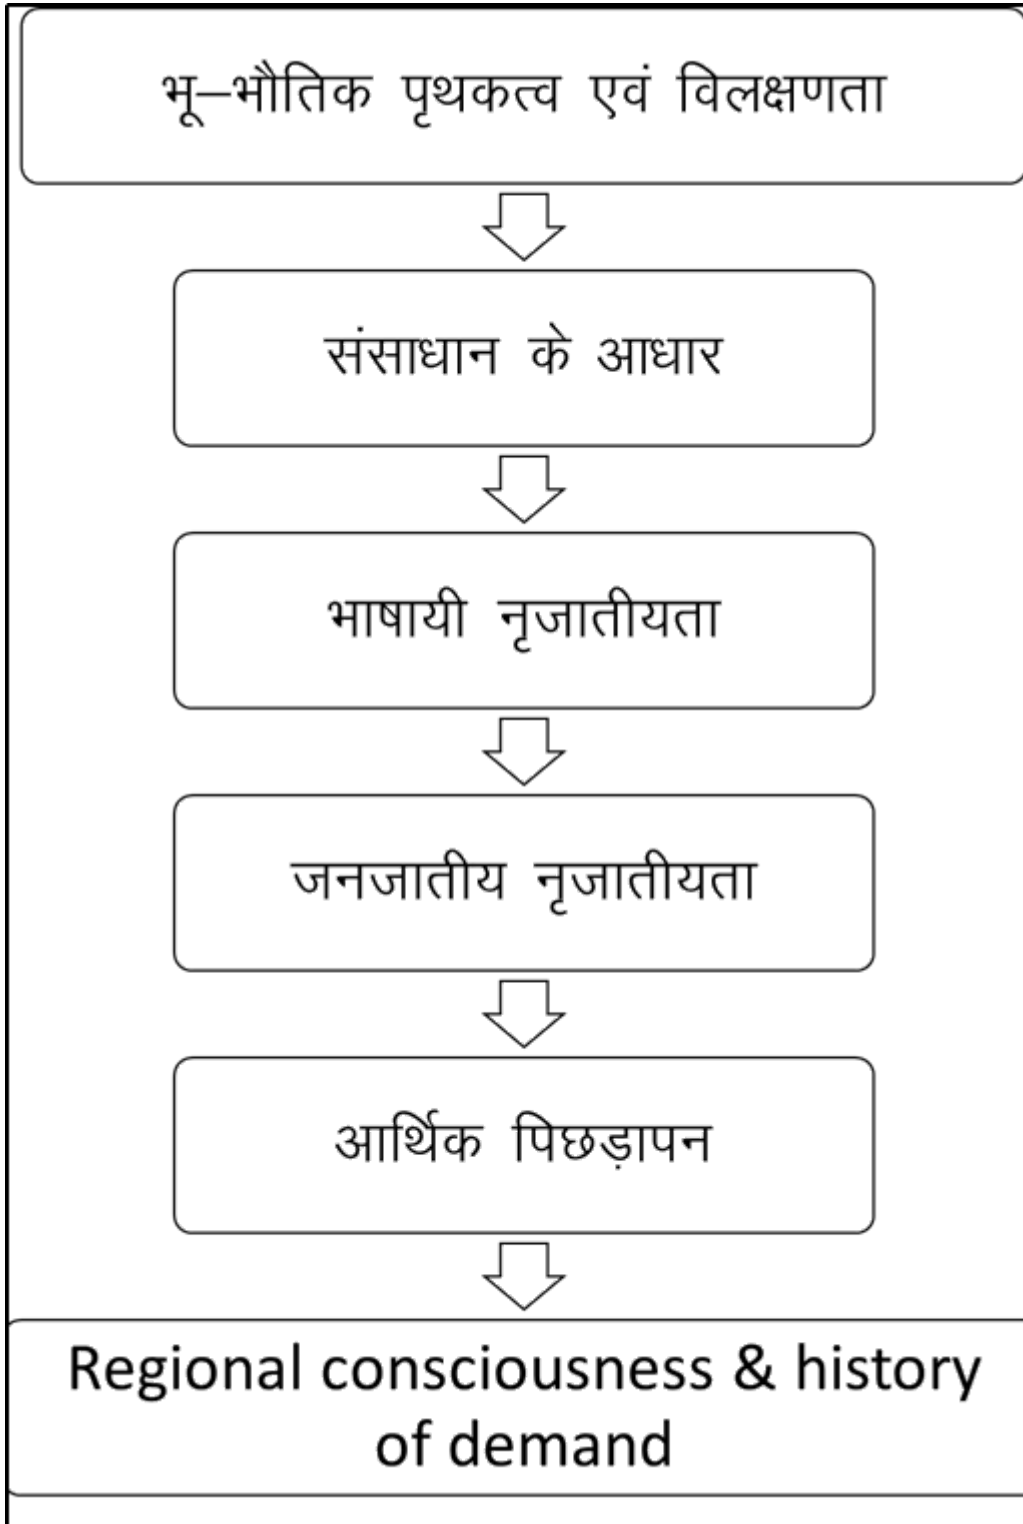 भू–भौतिक पृथकत्व एवं विलक्षणता
संसाधान के आधार
भाषायी नृजातीयता
जनजातीय नृजातीयता
आर्थिक पिछड़ापन
Regional consciousness & history
of demand